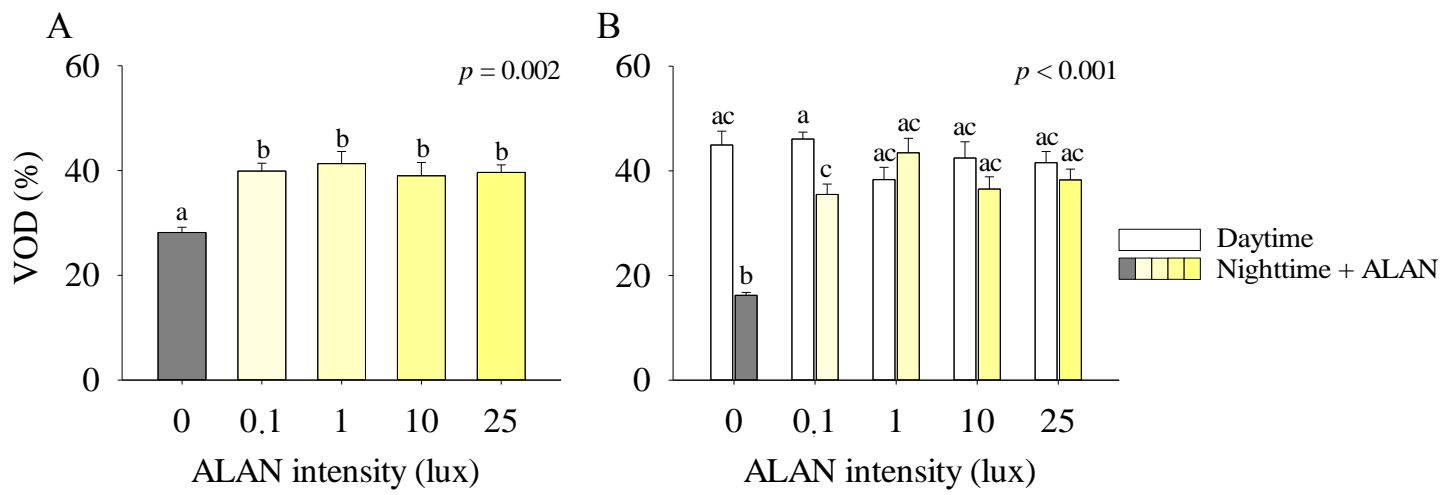 A
B
p = 0.002
p < 0.001
VOD (%)
60
40
20
0
a
b
b
b
b
0
0.1
1
10
25
ALAN intensity (lux)
60
40
20
0
ac
b
a
c
ac
ac
ac
ac
ac
ac
0
0.1
1
10
25
ALAN intensity (lux)
Daytime
Nighttime + ALAN